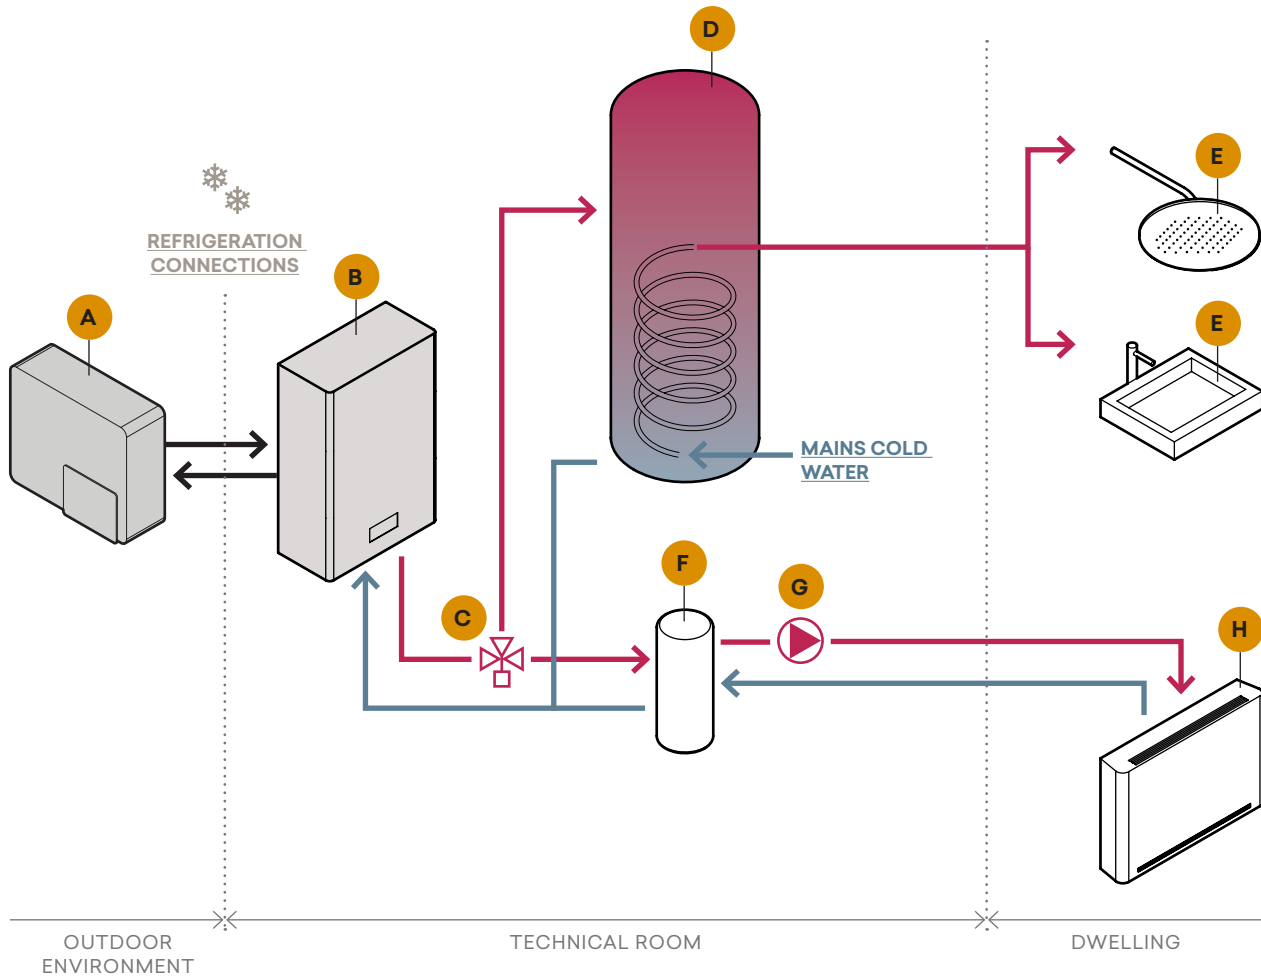 D
E
REFRIGERATION
CONNECTIONS
B
A
E
MAINS COLD
WATER
F
G
C
H
OUTDOOR
ENVIRONMENT
TECHNICAL ROOM
DWELLING